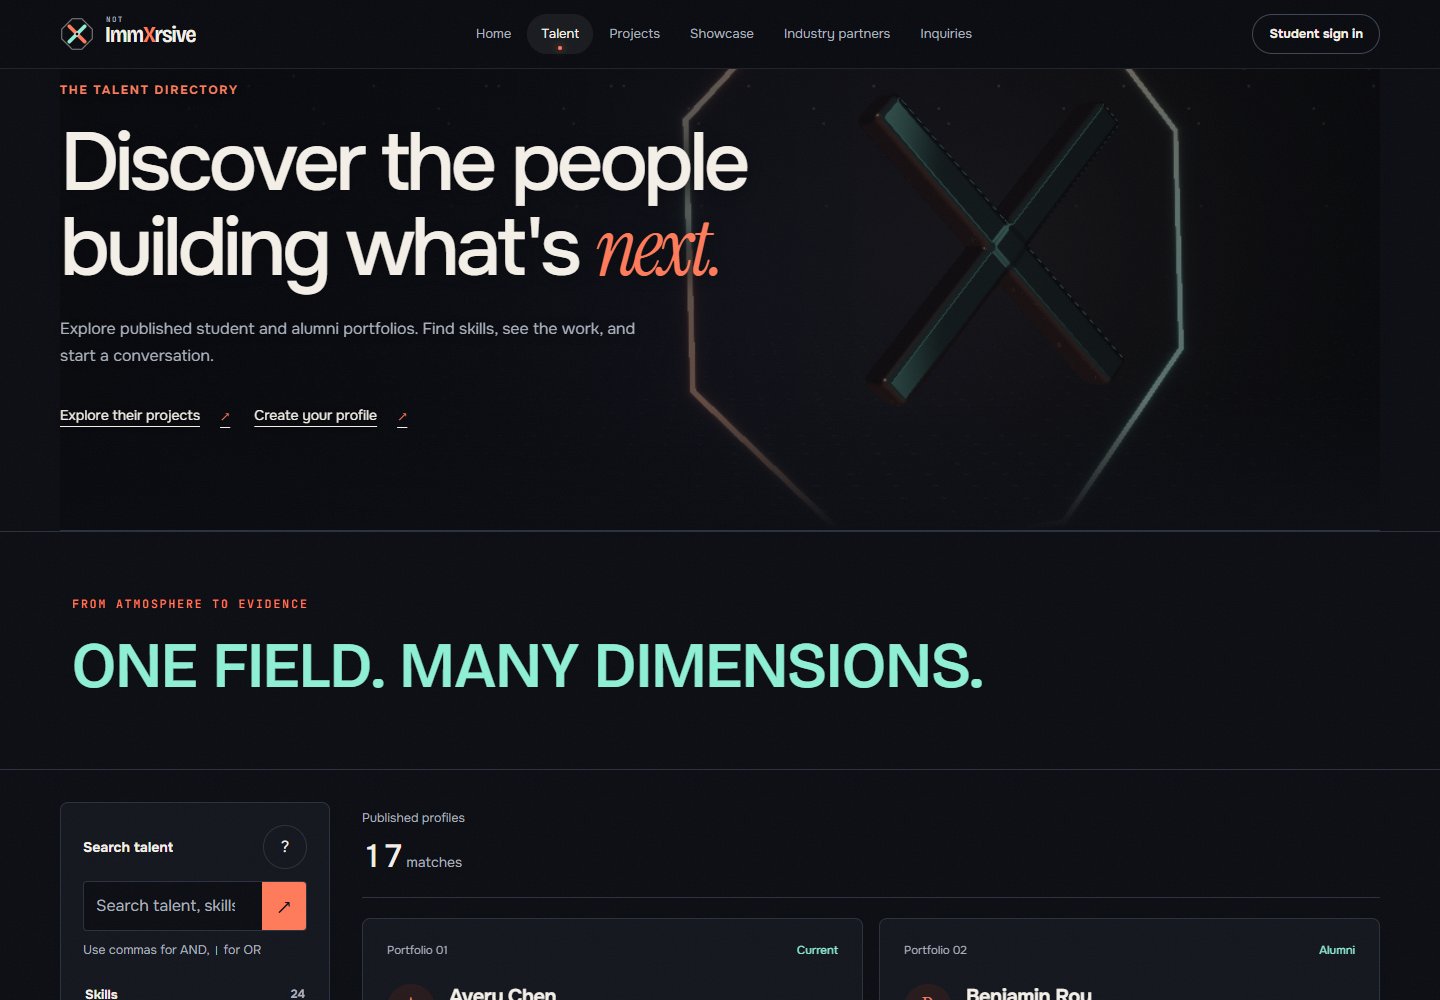 NOT
ImmXrsive
Home Talent Projects Showcase Industry partners Inquiries
Student sign in
THE TALENT DIRECTORY
Discover the people
building what's next.
Explore published student and alumni portfolios. Find skills, see the work, and
start a conversation.
Explore their projects ↗ Create your profile ↗
FROM ATMOSPHERE TO EVIDENCE
ONE FIELD. MANY DIMENSIONS.
Search talent ?
Search talent, skills
↗
Use commas for AND, | for OR
Skills 24
Published profiles
17 matches
Portfolio 01 Current
Avery Chen
Portfolio 02 Alumni
Benjamin Roy